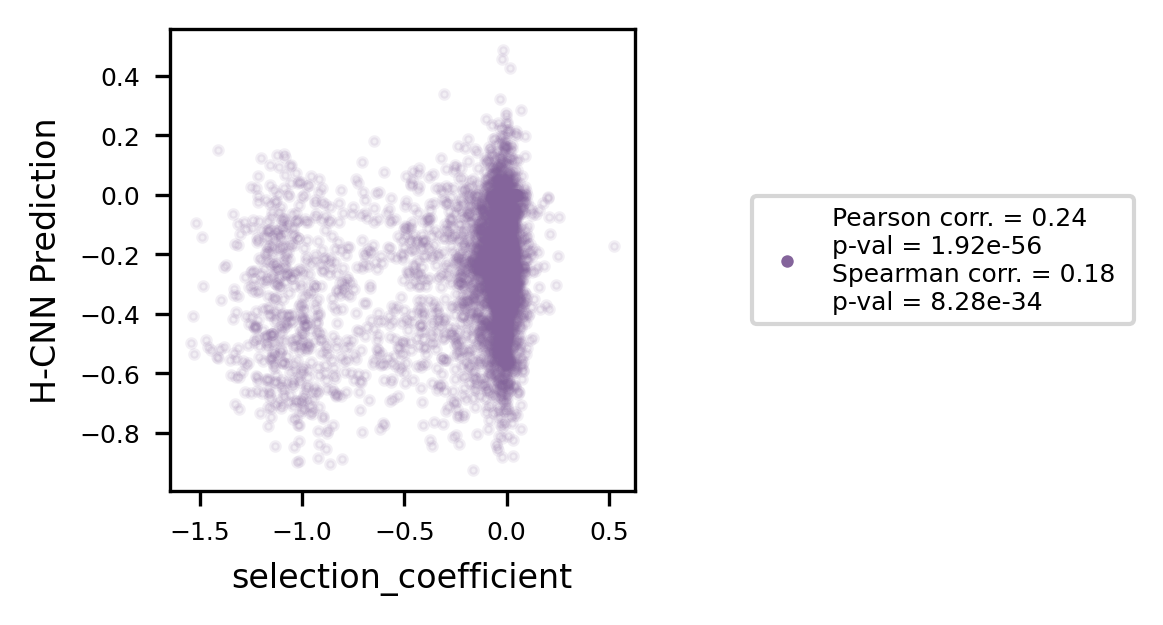 H-CNN Prediction
0.4
0.2
0.0
−0.2
−0.4
−0.6
−0.8
−1.5 −1.0 −0.5 0.0 0.5
selection_coefficient
Pearson corr. = 0.24
p-val = 1.92e-56
Spearman corr. = 0.18
p-val = 8.28e-34